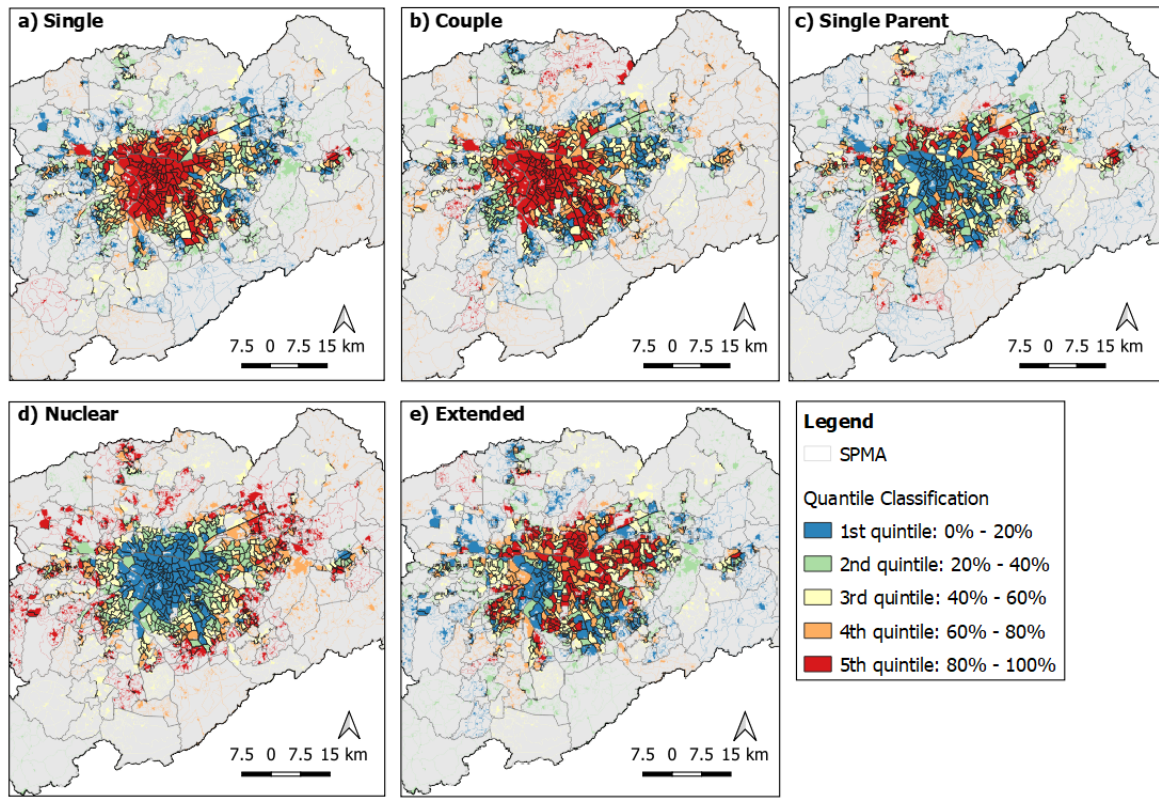 a) Single
7.5 0 7.5 15 km
b) Couple
7.5 0 7.5 15 km
c) Single Parent
7.5 0 7.5 15 km
d) Nuclear
7.5 0 7.5 15 km
e) Extended
7.5 0 7.5 15 km
Legend
SPMA
Quantile Classification
1st quintile: 0% - 20%
2nd quintile: 20% - 40%
3rd quintile: 40% - 60%
4th quintile: 60% - 80%
5th quintile: 80% - 100%